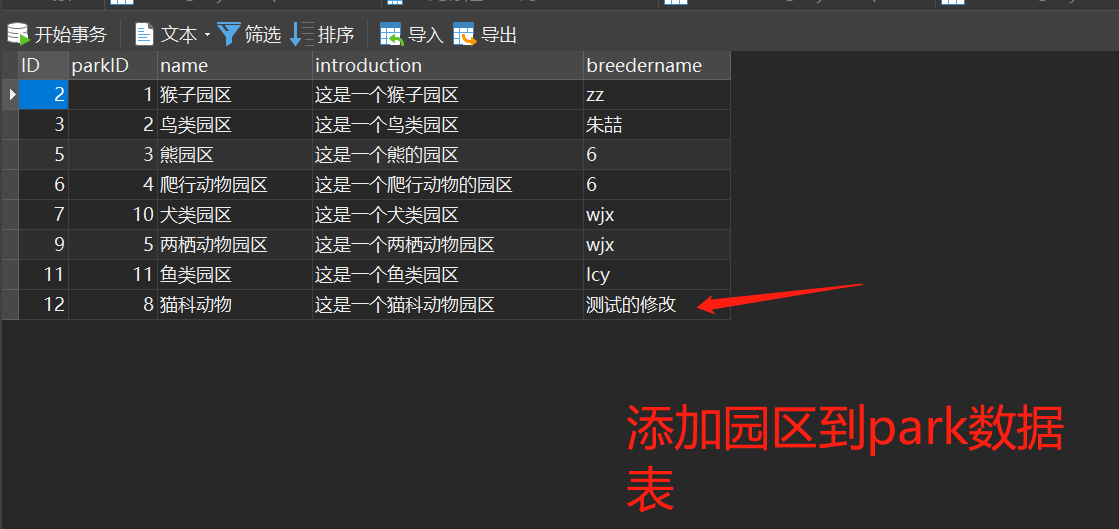 开始事务 文本 筛选 排序 导入 导出
ID parkID name introduction breedername
2 1 猴子园区 这是一个猴子园区 zz
3 2 鸟类园区 这是一个鸟类园区 朱喆
5 3 熊园区 这是一个熊的园区 6
6 4 爬行动物园区 这是一个爬行动物的园区 6
7 10 犬类园区 这是一个犬类园区 wjx
9 5 两栖动物园区 这是一个两栖动物园区 wjx
11 11 鱼类园区 这是一个鱼类园区 lcy
12 8 猫科动物 这是一个猫科动物园区 测试的修改
添加园区到park数据
表